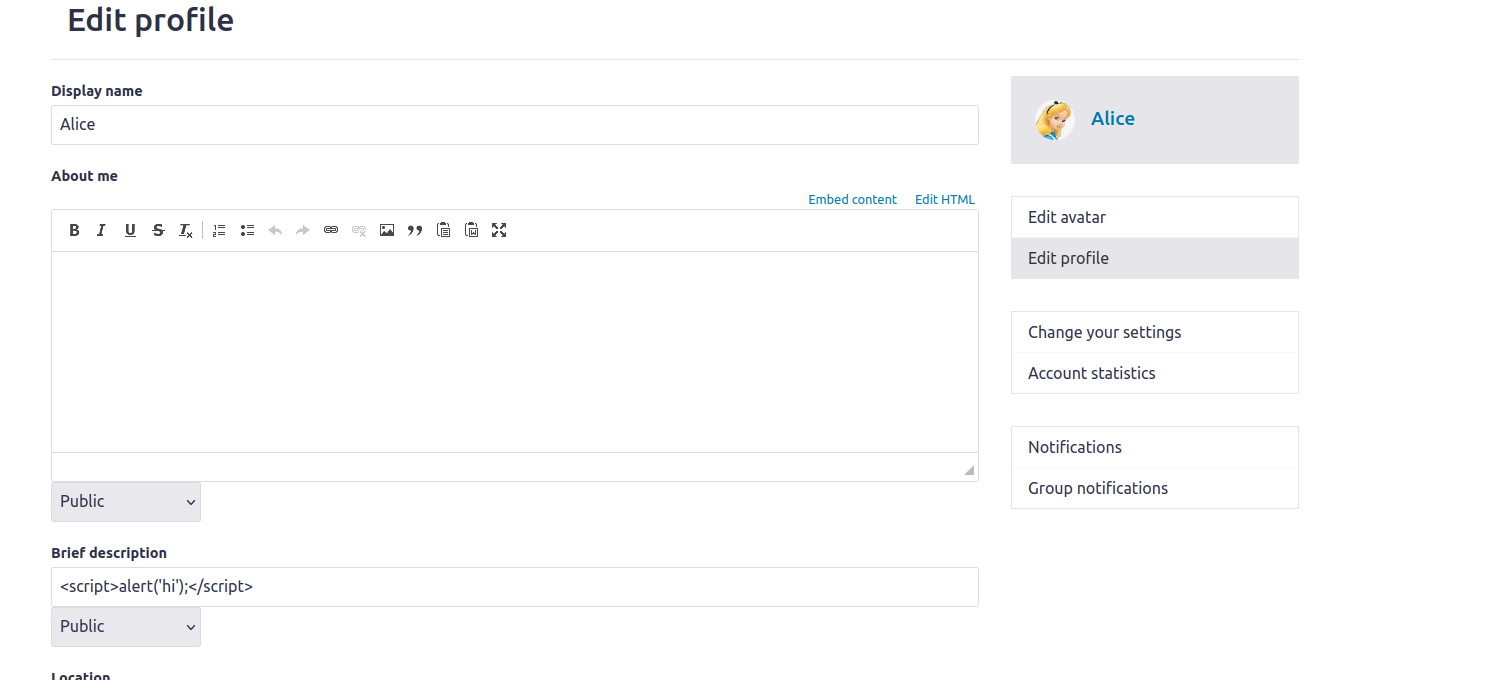 Edit profile
Display name
Alice
About me
Embed content Edit HTML
B I U S Tx
Public
Brief description
<script>alert('hi');</script>
Public
Location
Alice
Edit avatar
Edit profile
Change your settings
Account statistics
Notifications
Group notifications